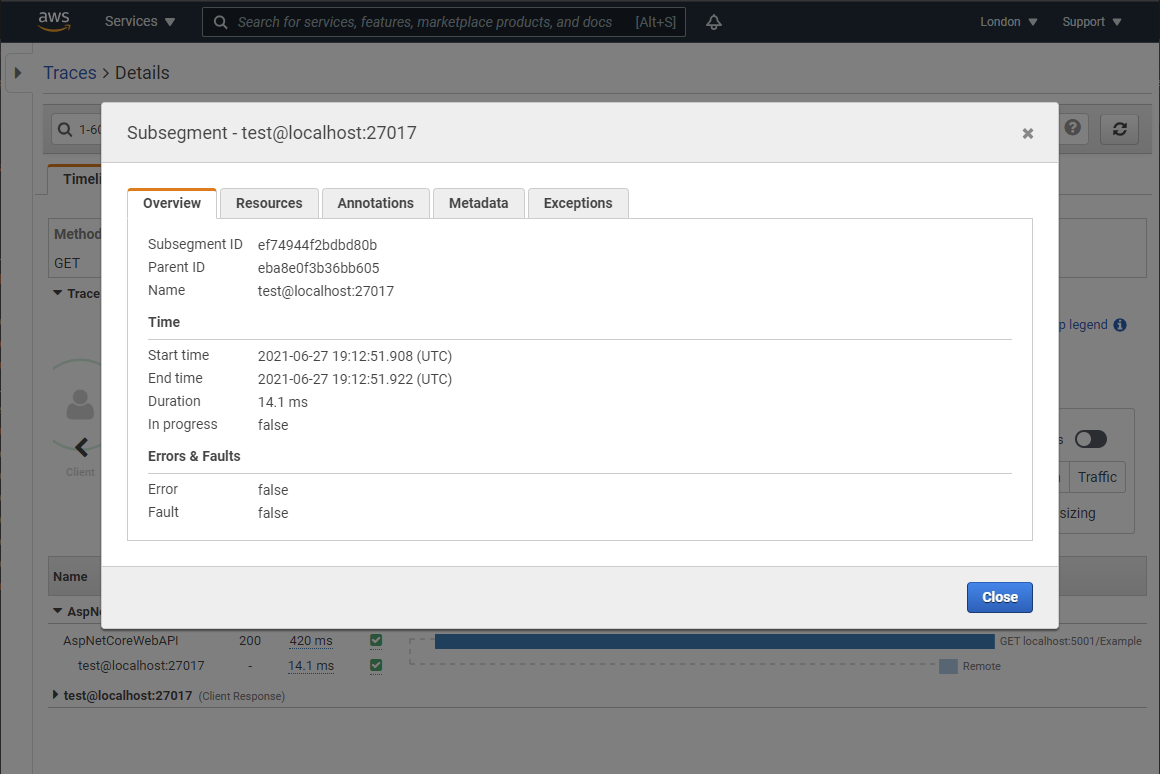 aws Services Search for services, features, marketplace products, and docs [Alt+S] London Support
Traces > Details
1-60
Subsegment - test@localhost:27017
Timeli
Overview Resources Annotations Metadata Exceptions
Method
GET
Trace
Subsegment ID ef74944f2bdbd80b
Parent ID eba8e0f3b36bb605
Name test@localhost:27017
Time
p legend
Start time 2021-06-27 19:12:51.908 (UTC)
End time 2021-06-27 19:12:51.922 (UTC)
Duration 14.1 ms
In progress false
Errors & Faults
Client
Traffic
Error false
Fault false
sizing
Close
Name
AspN
AspNetCoreWebAPI 200 420 ms GET localhost:5001/Example
test@localhost:27017 - 14.1 ms Remote
test@localhost:27017 (Client Response)